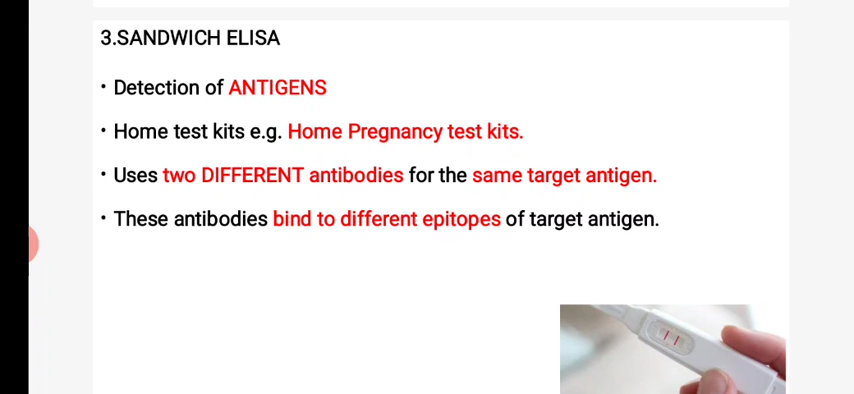 3.SANDWICH ELISA
• Detection of ANTIGENS
• Home test kits e.g. Home Pregnancy test kits.
• Uses two DIFFERENT antibodies for the same target antigen.
• These antibodies bind to different epitopes of target antigen.